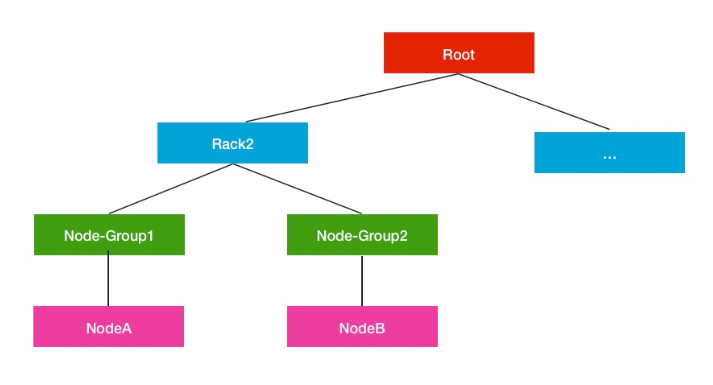 Root
Rack2
...
Node-Group1
Node-Group2
NodeA
NodeB